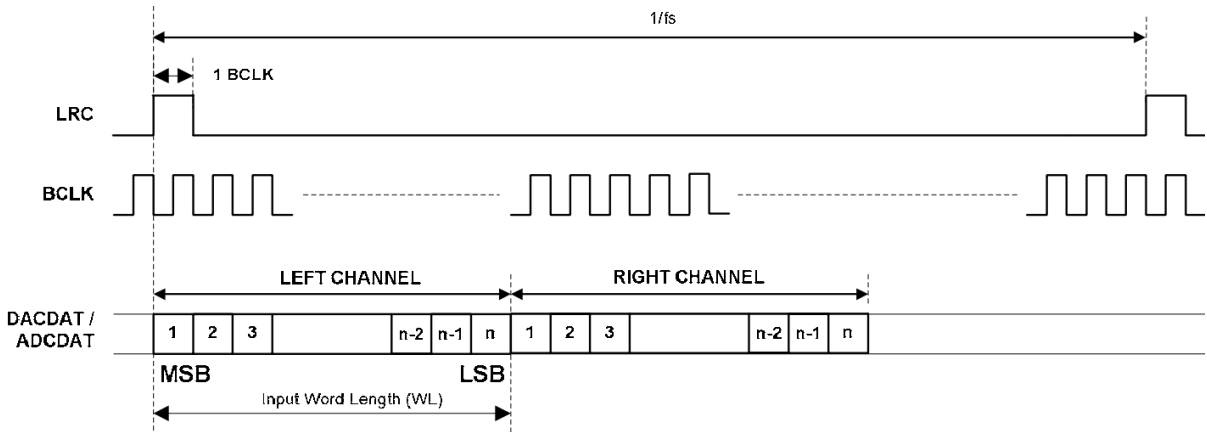 1/fs
1 BCLK
LRC
BCLK
LEFT CHANNEL
RIGHT CHANNEL
DACDAT /
ADCDAT
1 2 3 n-2 n-1 n 1 2 3 n-2 n-1 n
MSB LSB
Input Word Length (WL)